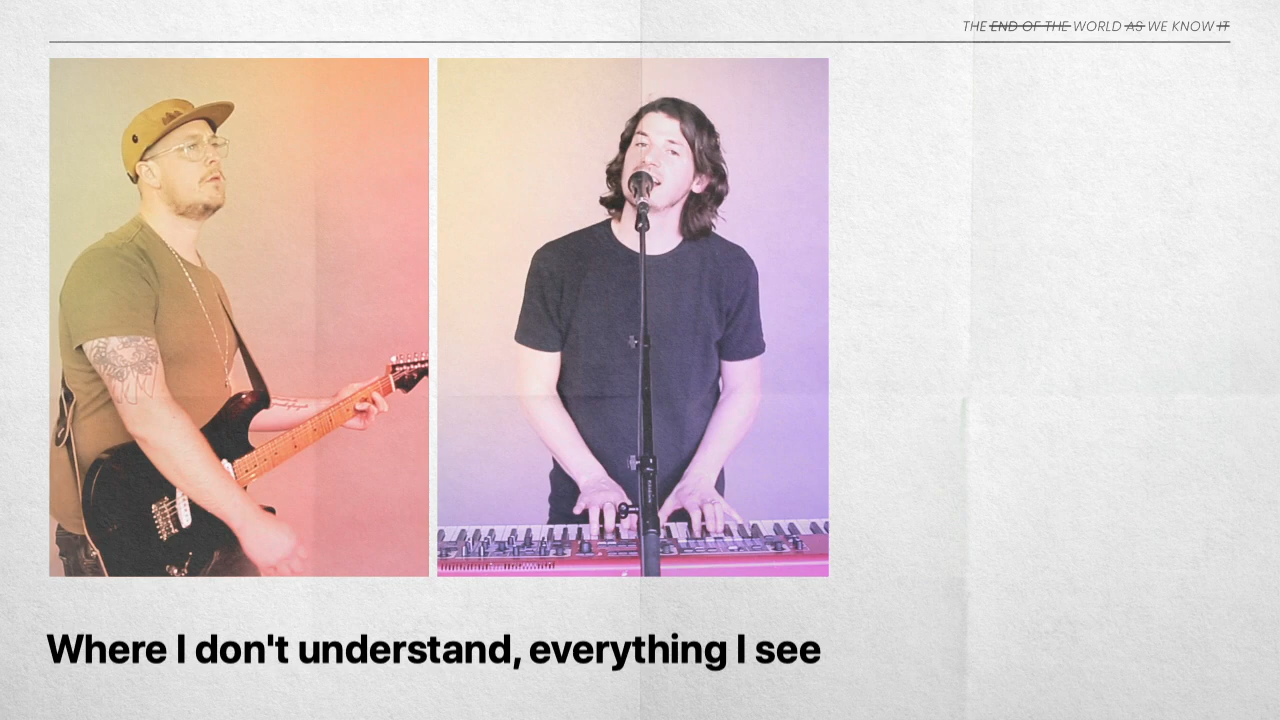 THE END OF THE WORLD AS WE KNOW IT
Where I don't understand, everything I see